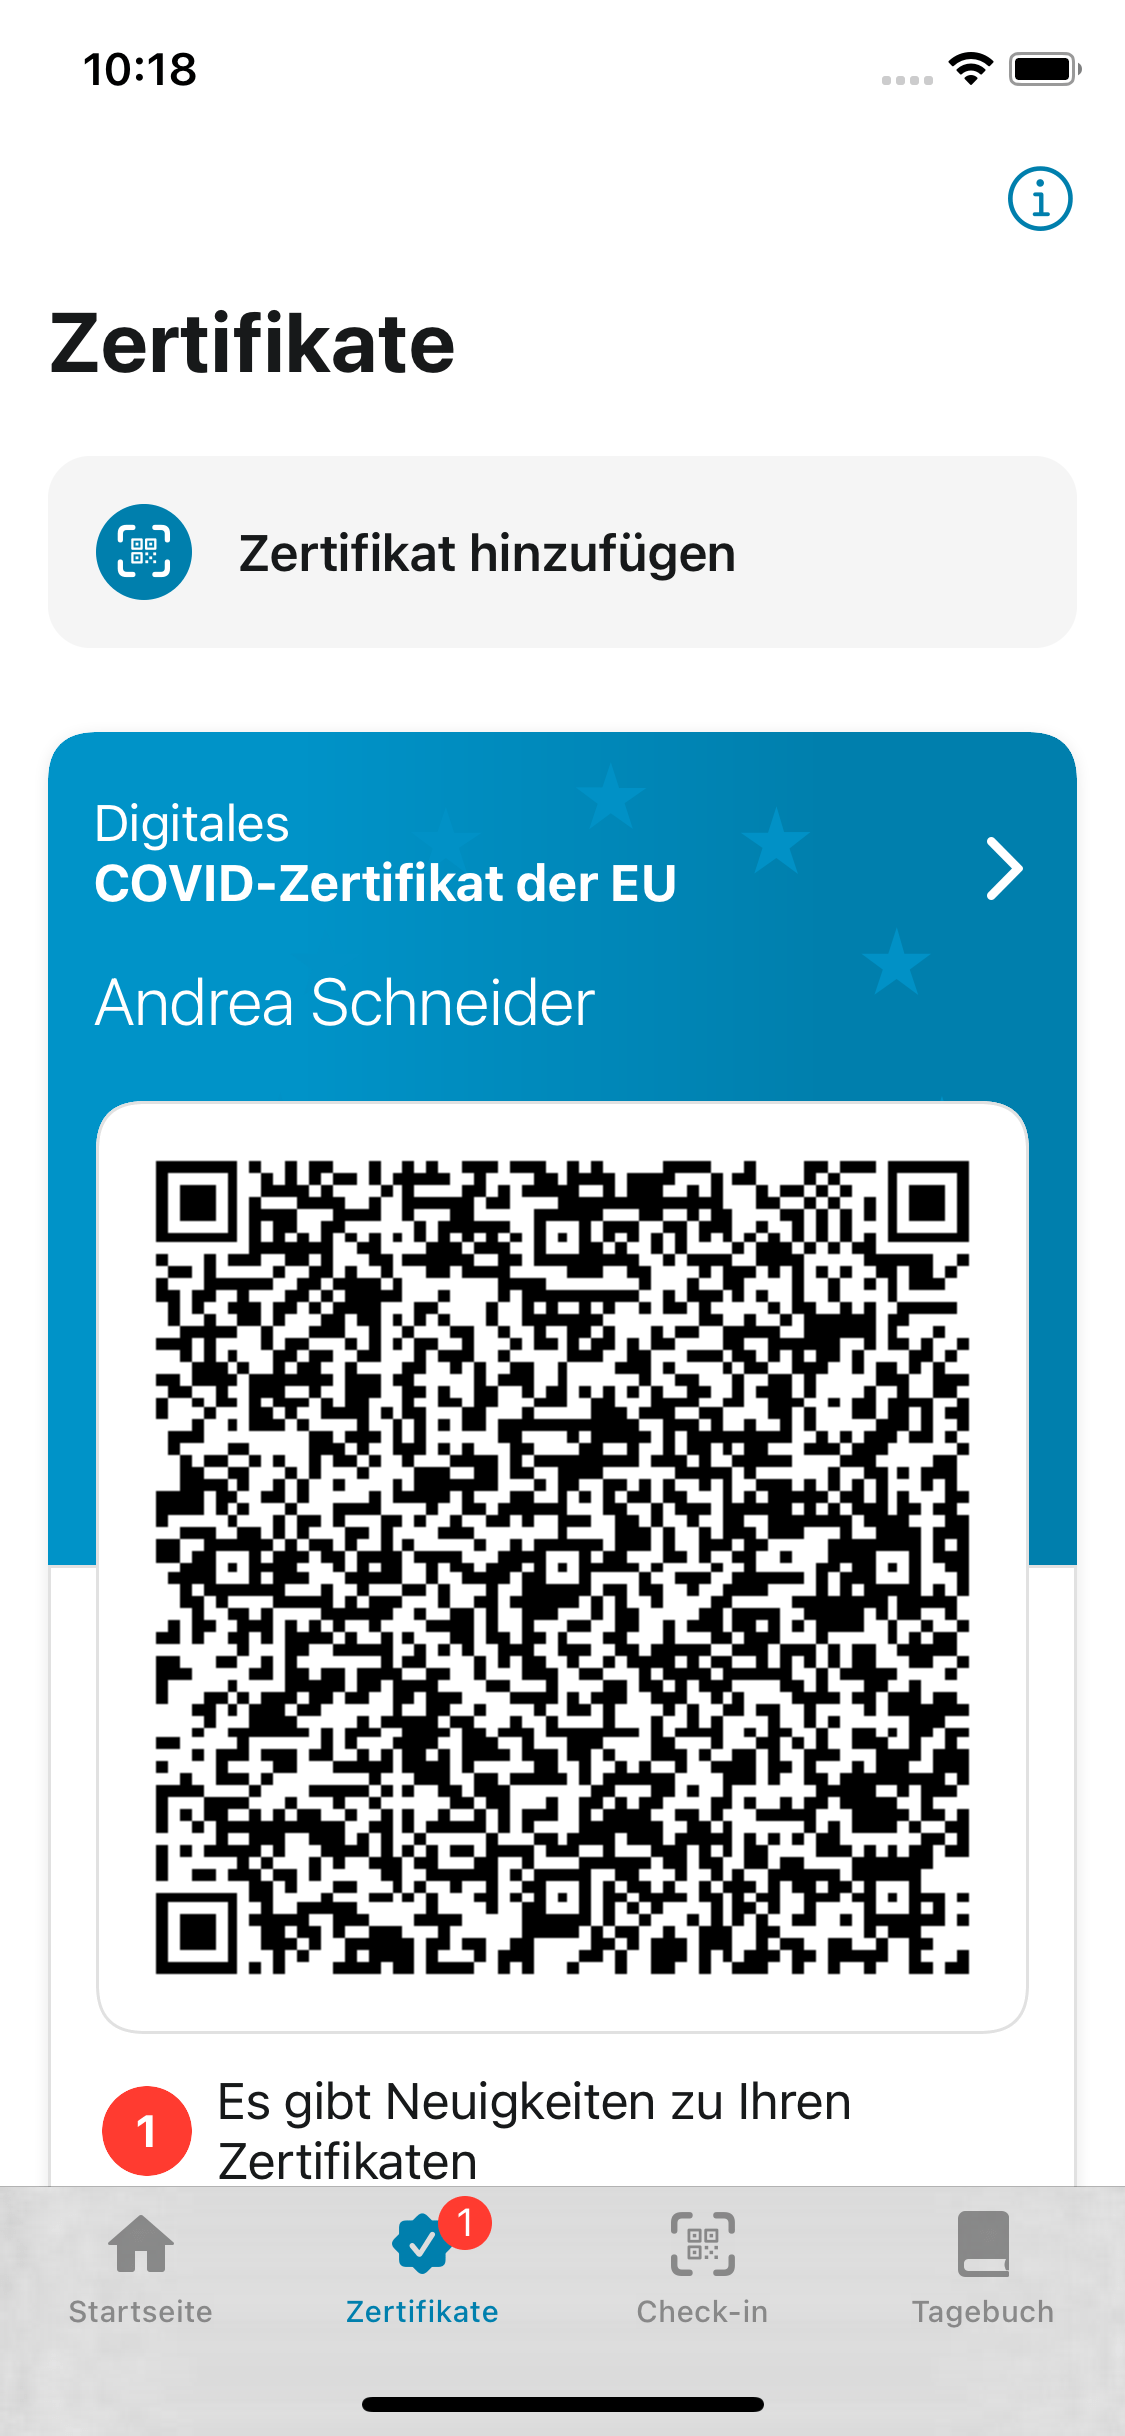 10:18
Zertifikate
Zertifikat hinzufügen
Digitales
COVID-Zertifikat der EU
Andrea Schneider
1
Es gibt Neuigkeiten zu Ihren
Zertifikaten
1
Startseite
Zertifikate
Check-in
Tagebuch